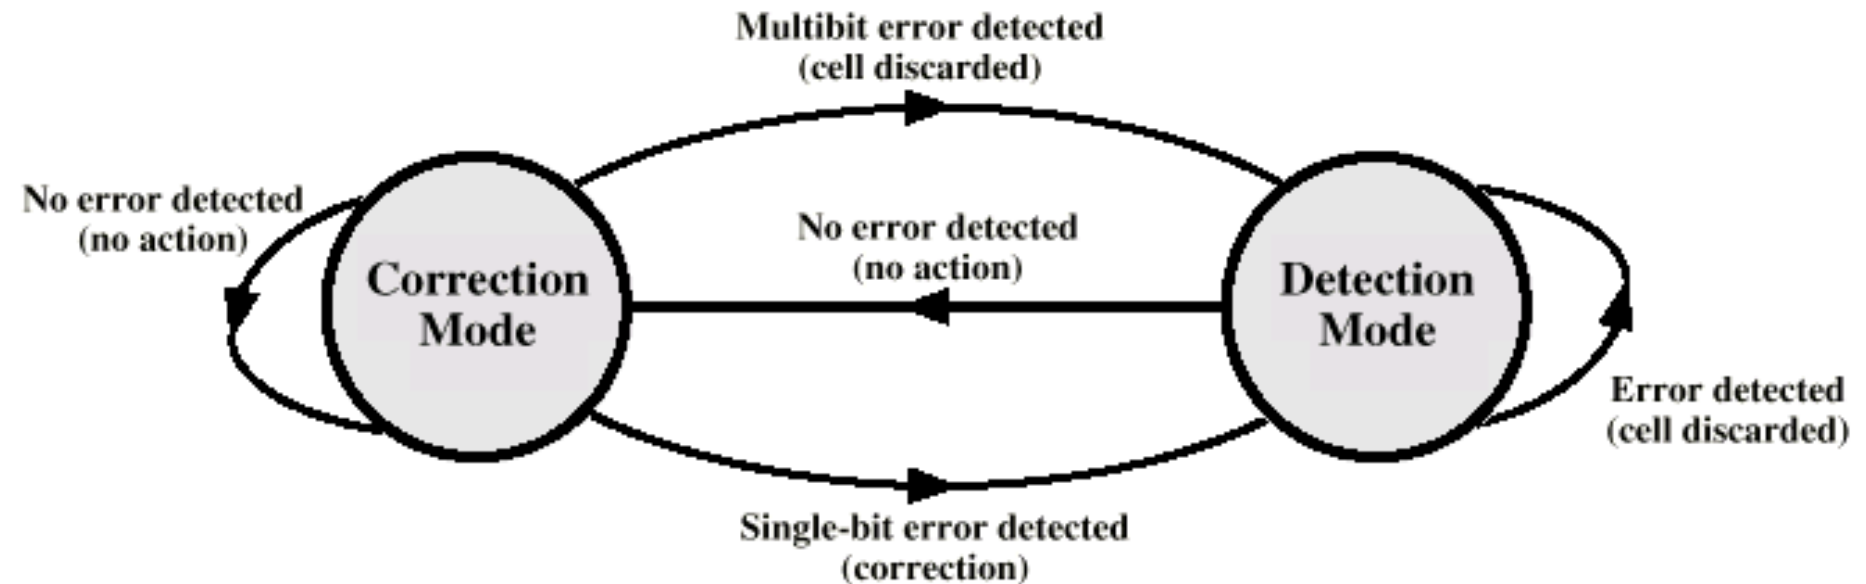 Multibit error detected
(cell discarded)
No error detected
(no action)
No error detected
(no action)
Correction
Mode
Detection
Mode
Error detected
(cell discarded)
Single-bit error detected
(correction)